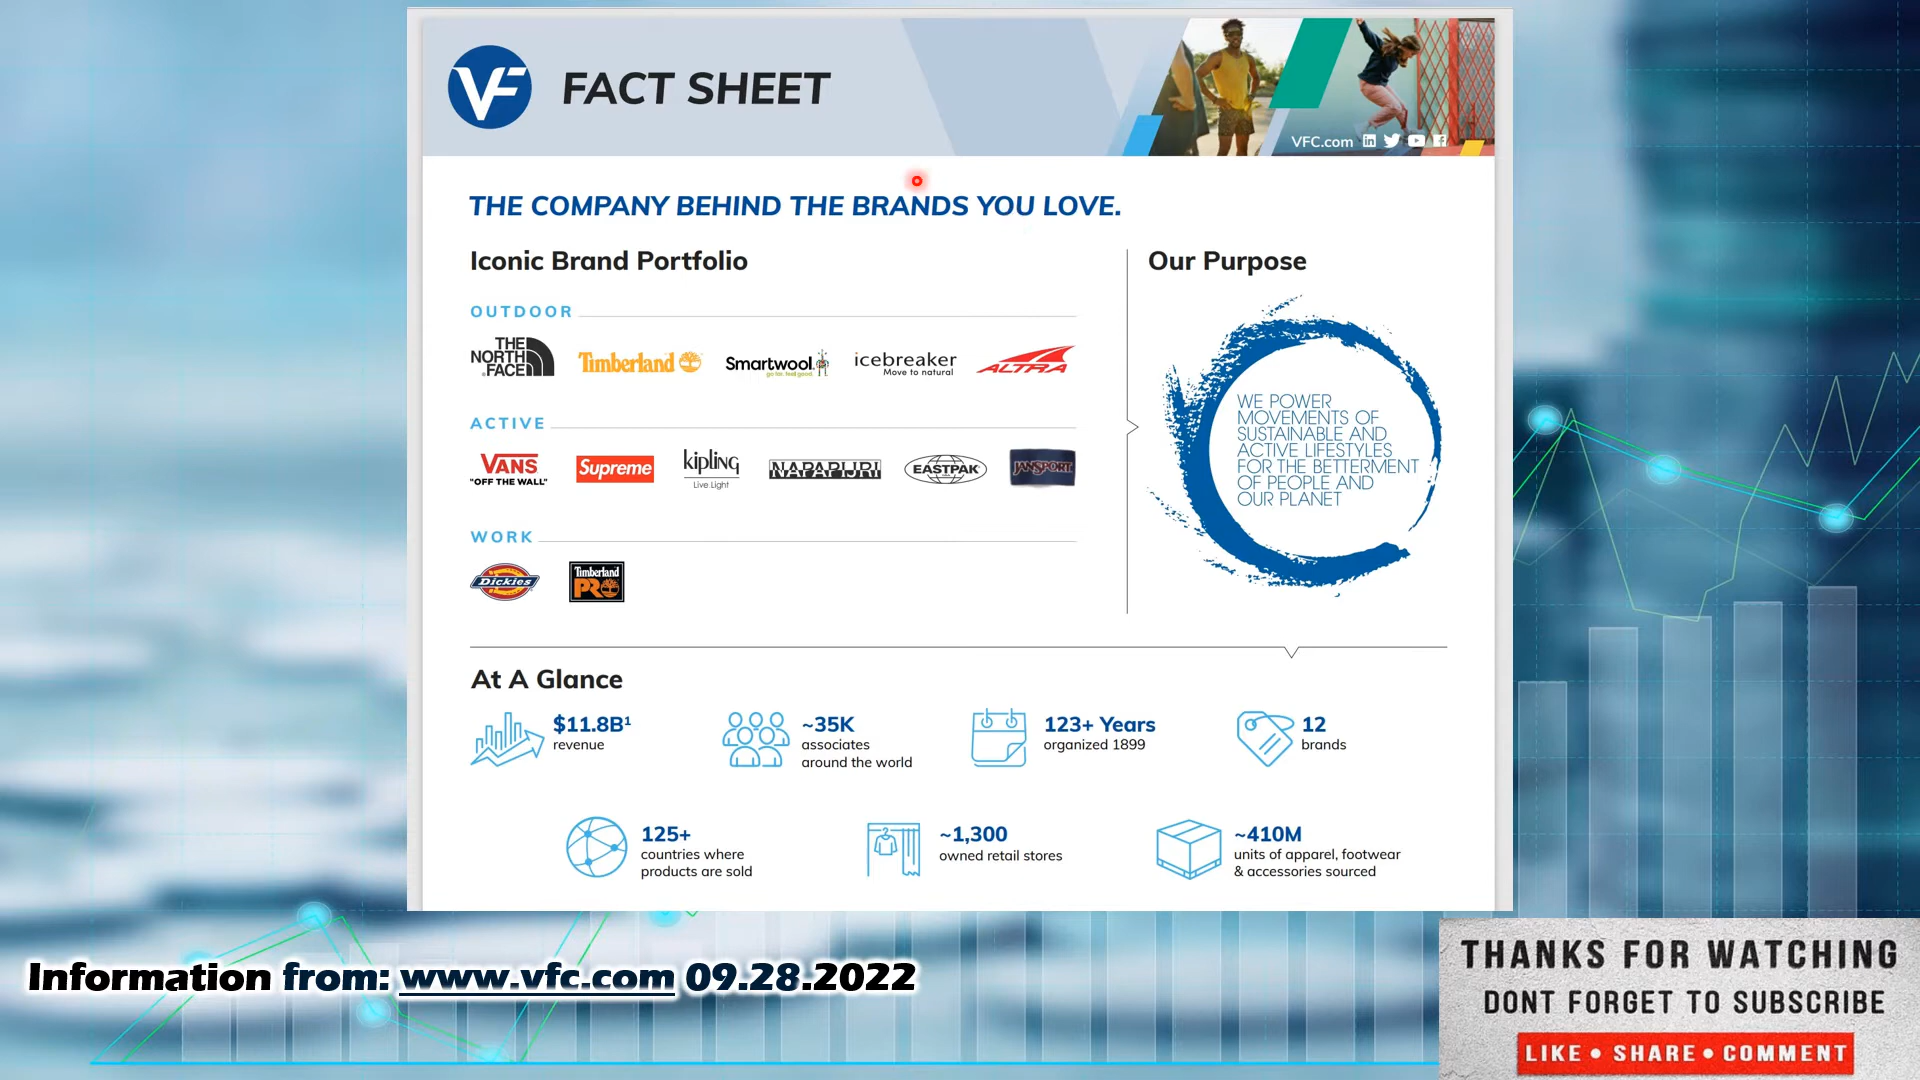 VF FACT SHEET
VFC.com
THE COMPANY BEHIND THE BRANDS YOU LOVE.
Iconic Brand Portfolio
OUTDOOR
THE
NORTH
FACE
Timberland
Smartwool
go far. feel good.
icebreaker
Move to natural
ALTRA
ACTIVE
VANS
"OFF THE WALL"
Supreme
kipling
Live.Light
NAPAPIJRI
EASTPAK
JANSPORT
WORK
Dickies
Timberland
PRO
Our Purpose
WE POWER
MOVEMENTS OF
SUSTAINABLE AND
ACTIVE LIFESTYLES
FOR THE BETTERMENT
OF PEOPLE AND
OUR PLANET
At A Glance
$11.8B¹
revenue
~35K
associates
around the world
123+ Years
organized 1899
12
brands
125+
countries where
products are sold
~1,300
owned retail stores
~410M
units of apparel, footwear
& accessories sourced
Information from: www.vfc.com 09.28.2022
THANKS FOR WATCHING
DONT FORGET TO SUBSCRIBE
LIKE • SHARE • COMMENT